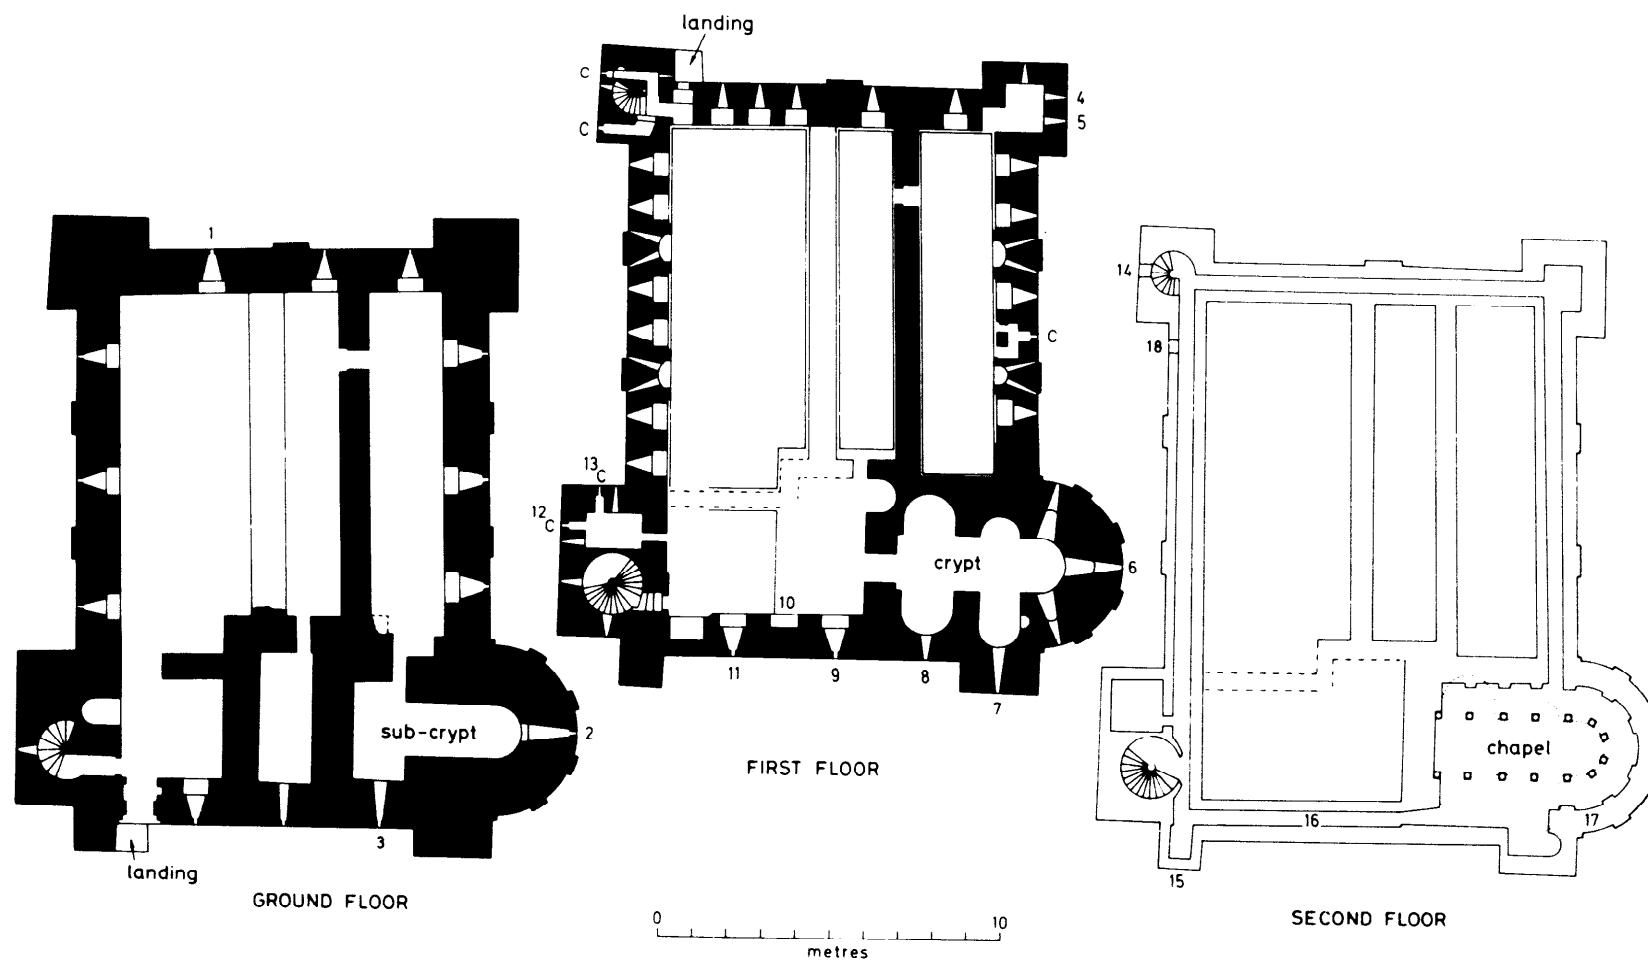 1
2
3
sub-crypt
landing
GROUND FLOOR
landing
C
C
4
5
C
13
C
12
C
crypt
6
10
11
9
8
7
FIRST FLOOR
0 10
metres
14
18
chapel
16
17
15
SECOND FLOOR